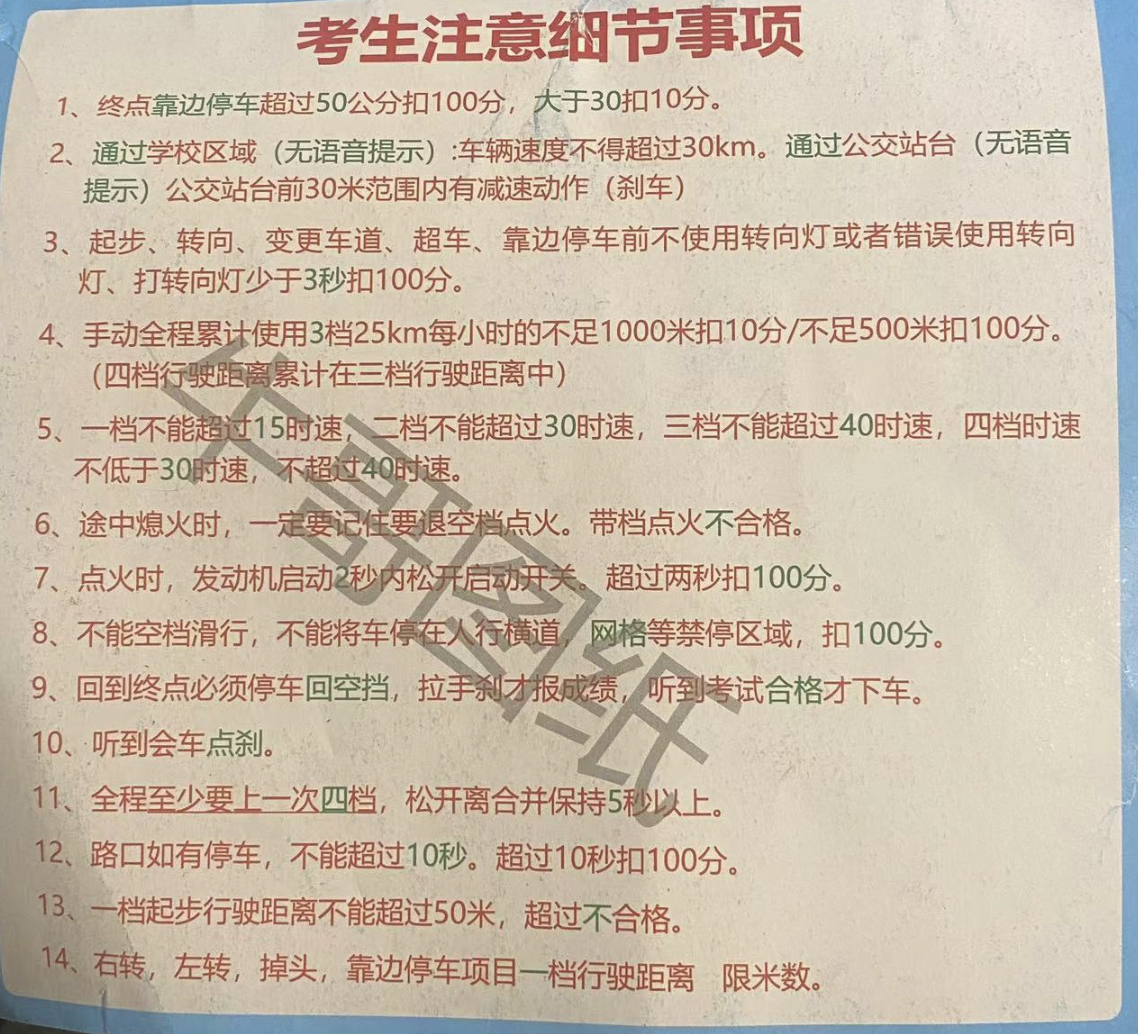 考生注意细节事项
1、终点靠边停车超过50公分扣100分，大于30扣10分。
2、通过学校区域（无语音提示）:车辆速度不得超过30km。通过公交站台（无语音
提示）公交站台前30米范围内有减速动作（刹车）
3、起步、转向、变更车道、超车、靠边停车前不使用转向灯或者错误使用转向
灯、打转向灯少于3秒扣100分。
4、手动全程累计使用3档25km每小时的不足1000米扣10分/不足500米扣100分。
（四档行驶距离累计在三档行驶距离中）
5、一档不能超过15时速，二档不能超过30时速，三档不能超过40时速，四档时速
不低于30时速，不超过40时速。
6、途中熄火时，一定要记住要退空档点火。带档点火不合格。
7、点火时，发动机启动2秒内松开启动开关。超过两秒扣100分。
8、不能空档滑行，不能将车停在人行横道，网格等禁停区域，扣100分。
9、回到终点必须停车回空挡，拉手刹才报成绩，听到考试合格才下车。
10、听到会车点刹。
11、全程至少要上一次四档，松开离合并保持5秒以上。
12、路口如有停车，不能超过10秒。超过10秒扣100分。
13、一档起步行驶距离不能超过50米，超过不合格。
14、右转，左转，掉头，靠边停车项目一档行驶距离 限米数。
牛哥图纸